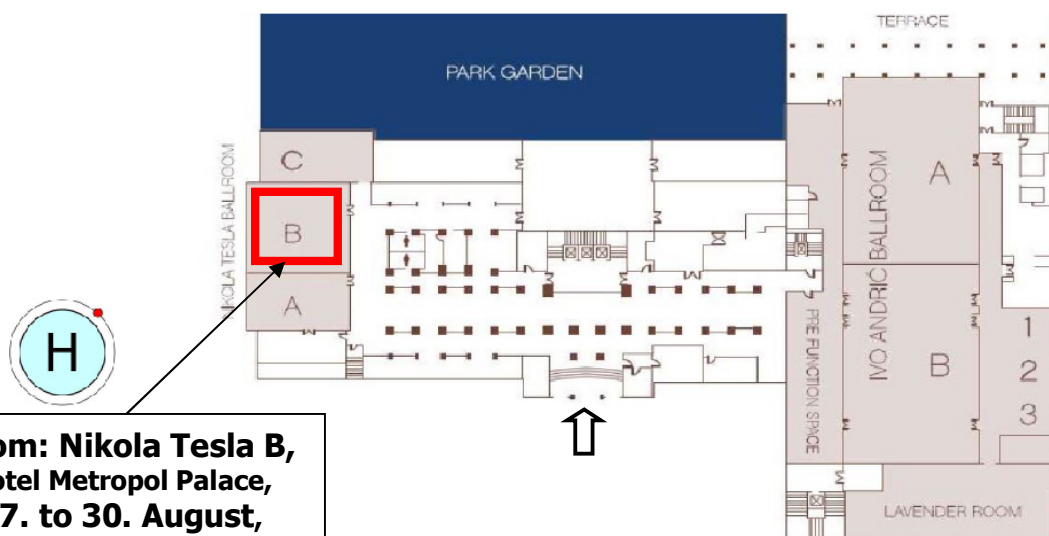 TERRACE
PARK GARDEN
NIKOLA TESLA BALLROOM
C
B
A
IVO ANDRIĆ BALLROOM
A
B
PRE FUNCTION SPACE
1
2
3
LAVENDER ROOM
H
om: Nikola Tesla B,
otel Metropol Palace,
7. to 30. August,